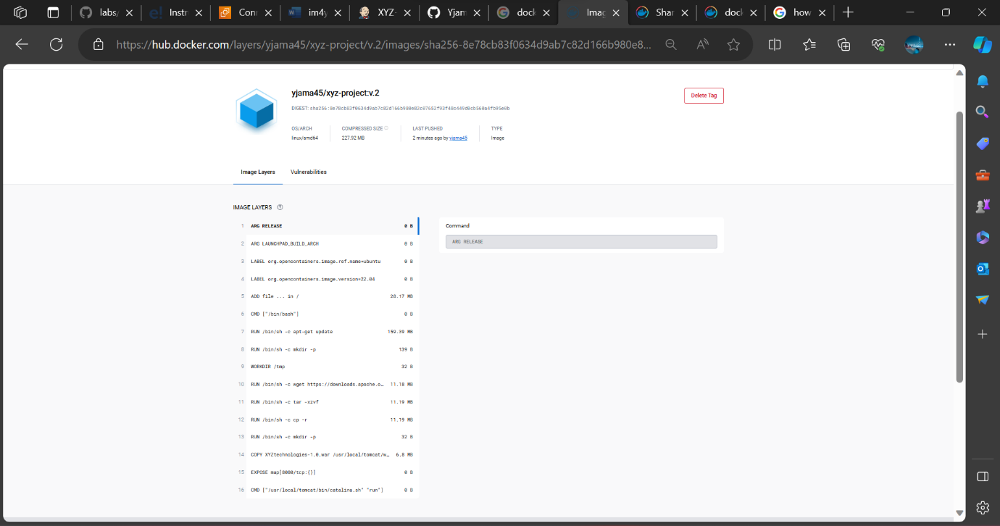 labs/
Instr
Conn
im4y
XYZ-
Yjam
dock
Imag
Shar
dock
how
https://hub.docker.com/layers/yjama45/xyz-project/v.2/images/sha256-8e78cb83f0634d9ab7c82d166b980e8...
yjama45/xyz-project:v.2
Delete Tag
DIGEST: sha256:8e78cb83f0634d9ab7c82d166b980e82c07652f93f48c449d0cb560a4fb95e0b
OS/ARCH COMPRESSED SIZE LAST PUSHED TYPE
linux/amd64 227.92 MB 2 minutes ago by yjama45 Image
Image Layers Vulnerabilities
IMAGE LAYERS
1 ARG RELEASE 0 B
Command
ARG RELEASE
2 ARG LAUNCHPAD_BUILD_ARCH 0 B
3 LABEL org.opencontainers.image.ref.name=ubuntu 0 B
4 LABEL org.opencontainers.image.version=22.04 0 B
5 ADD file ... in / 28.17 MB
6 CMD ["/bin/bash"] 0 B
7 RUN /bin/sh -c apt-get update 159.39 MB
8 RUN /bin/sh -c mkdir -p 139 B
9 WORKDIR /tmp 32 B
10 RUN /bin/sh -c wget https://downloads.apache.o... 11.18 MB
11 RUN /bin/sh -c tar -xzvf 11.19 MB
12 RUN /bin/sh -c cp -r 11.19 MB
13 RUN /bin/sh -c mkdir -p 32 B
14 COPY XYZtechnologies-1.0.war /usr/local/tomcat/w... 6.8 MB
15 EXPOSE map[8080/tcp:{}] 0 B
16 CMD ["/usr/local/tomcat/bin/catalina.sh" "run"] 0 B